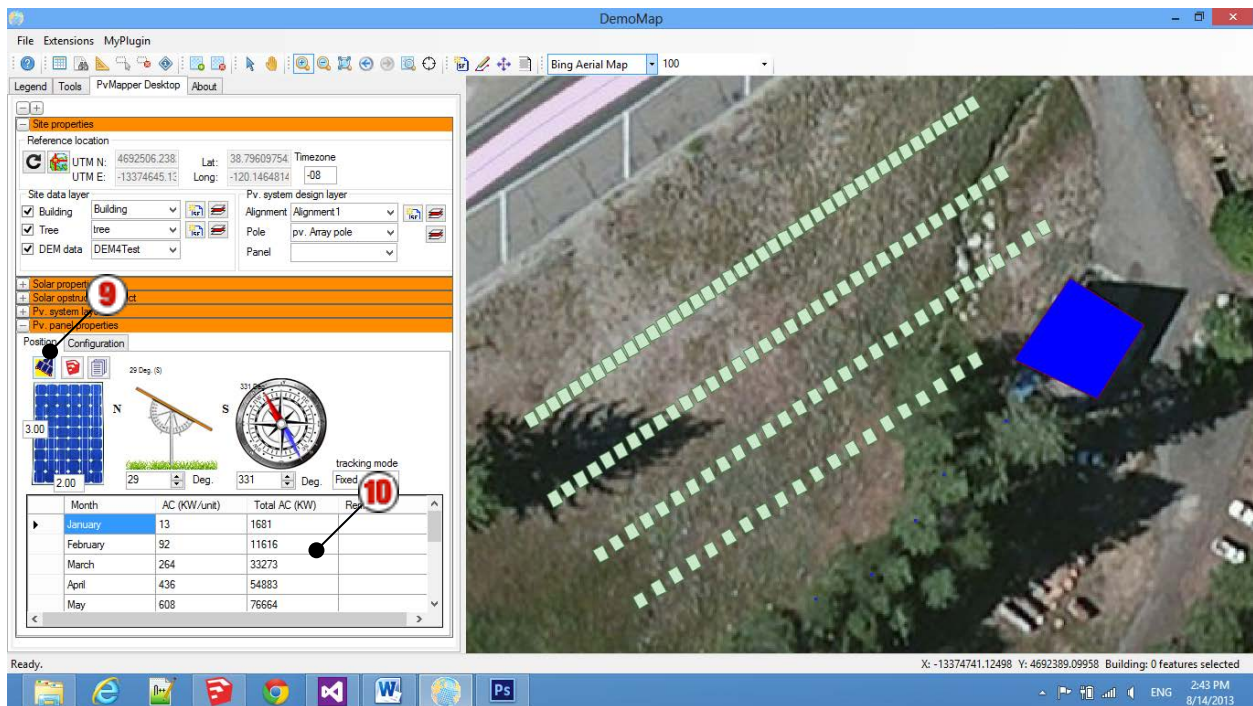 DemoMap
File Extensions MyPlugin
Bing Aerial Map 100
Legend Tools PvMapper Desktop About
Site properties
Reference location
UTM N: 4692506.238 Lat: 38.79609754 Timezone
UTM E: -13374645.13 Long: -120.1464814 -08
Site data layer Pv. system design layer
Building Building Alignment Alignment1
Tree tree Pole pv. Array pole
DEM data DEM4Test Panel
Solar propert
Solar opstru ct
9
Pv. system la
Pv. panel properties
Position Configuration
29 Deg. (S)
331 Deg.
N S
3.00
tracking mode
2.00 29 Deg. 331 Deg. Fixed
10
Month AC (KW/unit) Total AC (KW) Re
January 13 1681
February 92 11616
March 264 33273
April 436 54883
May 608 76664
Ready. X: -13374741.12498 Y: 4692389.09958 Building: 0 features selected
n++ W Ps ENG 2:43 PM
8/14/2013